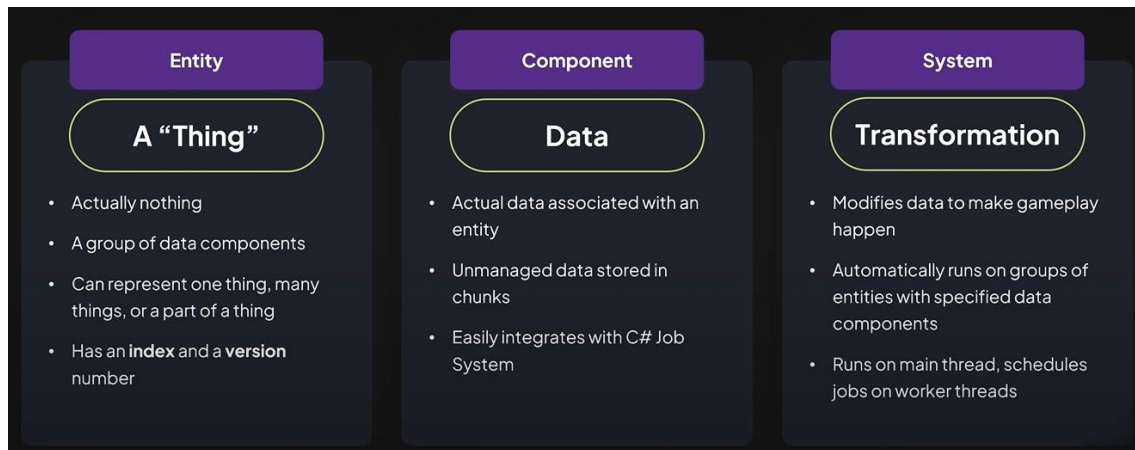 Entity
A “Thing”
• Actually nothing
• A group of data components
• Can represent one thing, many
things, or a part of a thing
• Has an index and a version
number
Component
Data
• Actual data associated with an
entity
• Unmanaged data stored in
chunks
• Easily integrates with C# Job
System
System
Transformation
• Modifies data to make gameplay
happen
• Automatically runs on groups of
entities with specified data
components
• Runs on main thread, schedules
jobs on worker threads